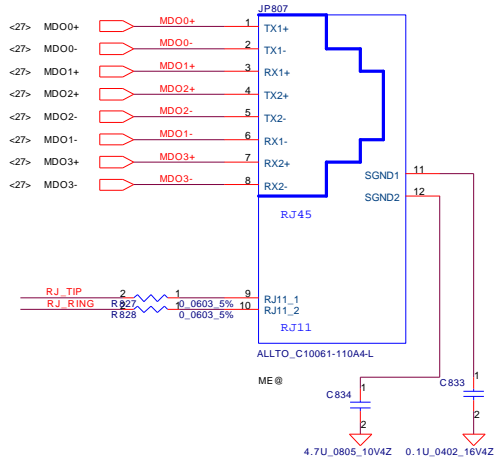 JP807
<27> MDO0+ MDO0+ 1 TX1+
<27> MDO0- MDO0- 2 TX1-
<27> MDO1+ MDO1+ 3 RX1+
<27> MDO2+ MDO2+ 4 TX2+
<27> MDO2- MDO2- 5 TX2-
<27> MDO1- MDO1- 6 RX1-
<27> MDO3+ MDO3+ 7 RX2+
<27> MDO3- MDO3- 8 RX2-
SGND1 11
SGND2 12
RJ45
RJ_TIP 2 1 9 RJ11_1
R827 0_0603_5%
RJ_RING 2 1 10 RJ11_2
R828 0_0603_5%
RJ11
ALLTO_C10061-110A4-L
ME@
C834 1 2
C833 1 2
4.7U_0805_10V4Z 0.1U_0402_16V4Z